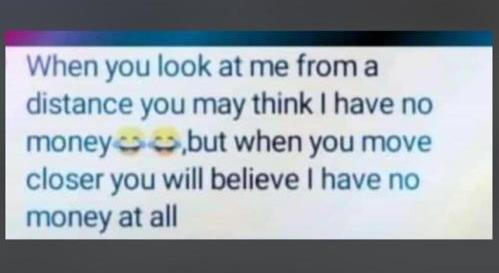 When you look at me from a
distance you may think I have no
money😂😂,but when you move
closer you will believe I have no
money at all